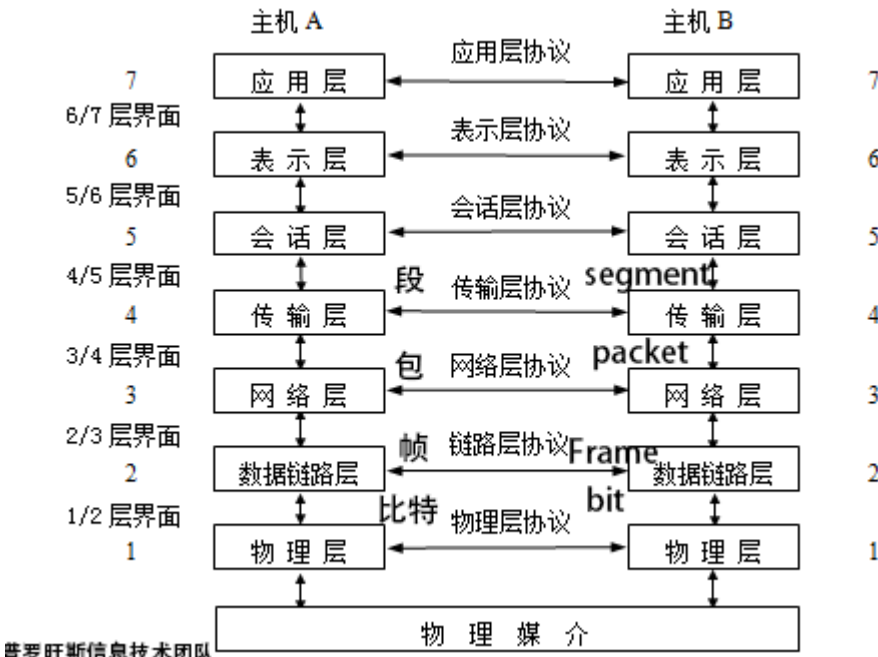 主机 A 主机 B
应用层协议
7 应用层 应用层 7
6/7 层界面
表示层协议
6 表示层 表示层 6
5/6 层界面
会话层协议
5 会话层 会话层 5
4/5 层界面 段 传输层协议 segment
4 传输层 传输层 4
3/4 层界面 包 网络层协议 packet
3 网络层 网络层 3
2/3 层界面 帧 链路层协议 Frame
2 数据链路层 数据链路层 2
1/2 层界面 比特 物理层协议 bit
1 物理层 物理层 1
物理媒介
普罗旺斯信息技术团队